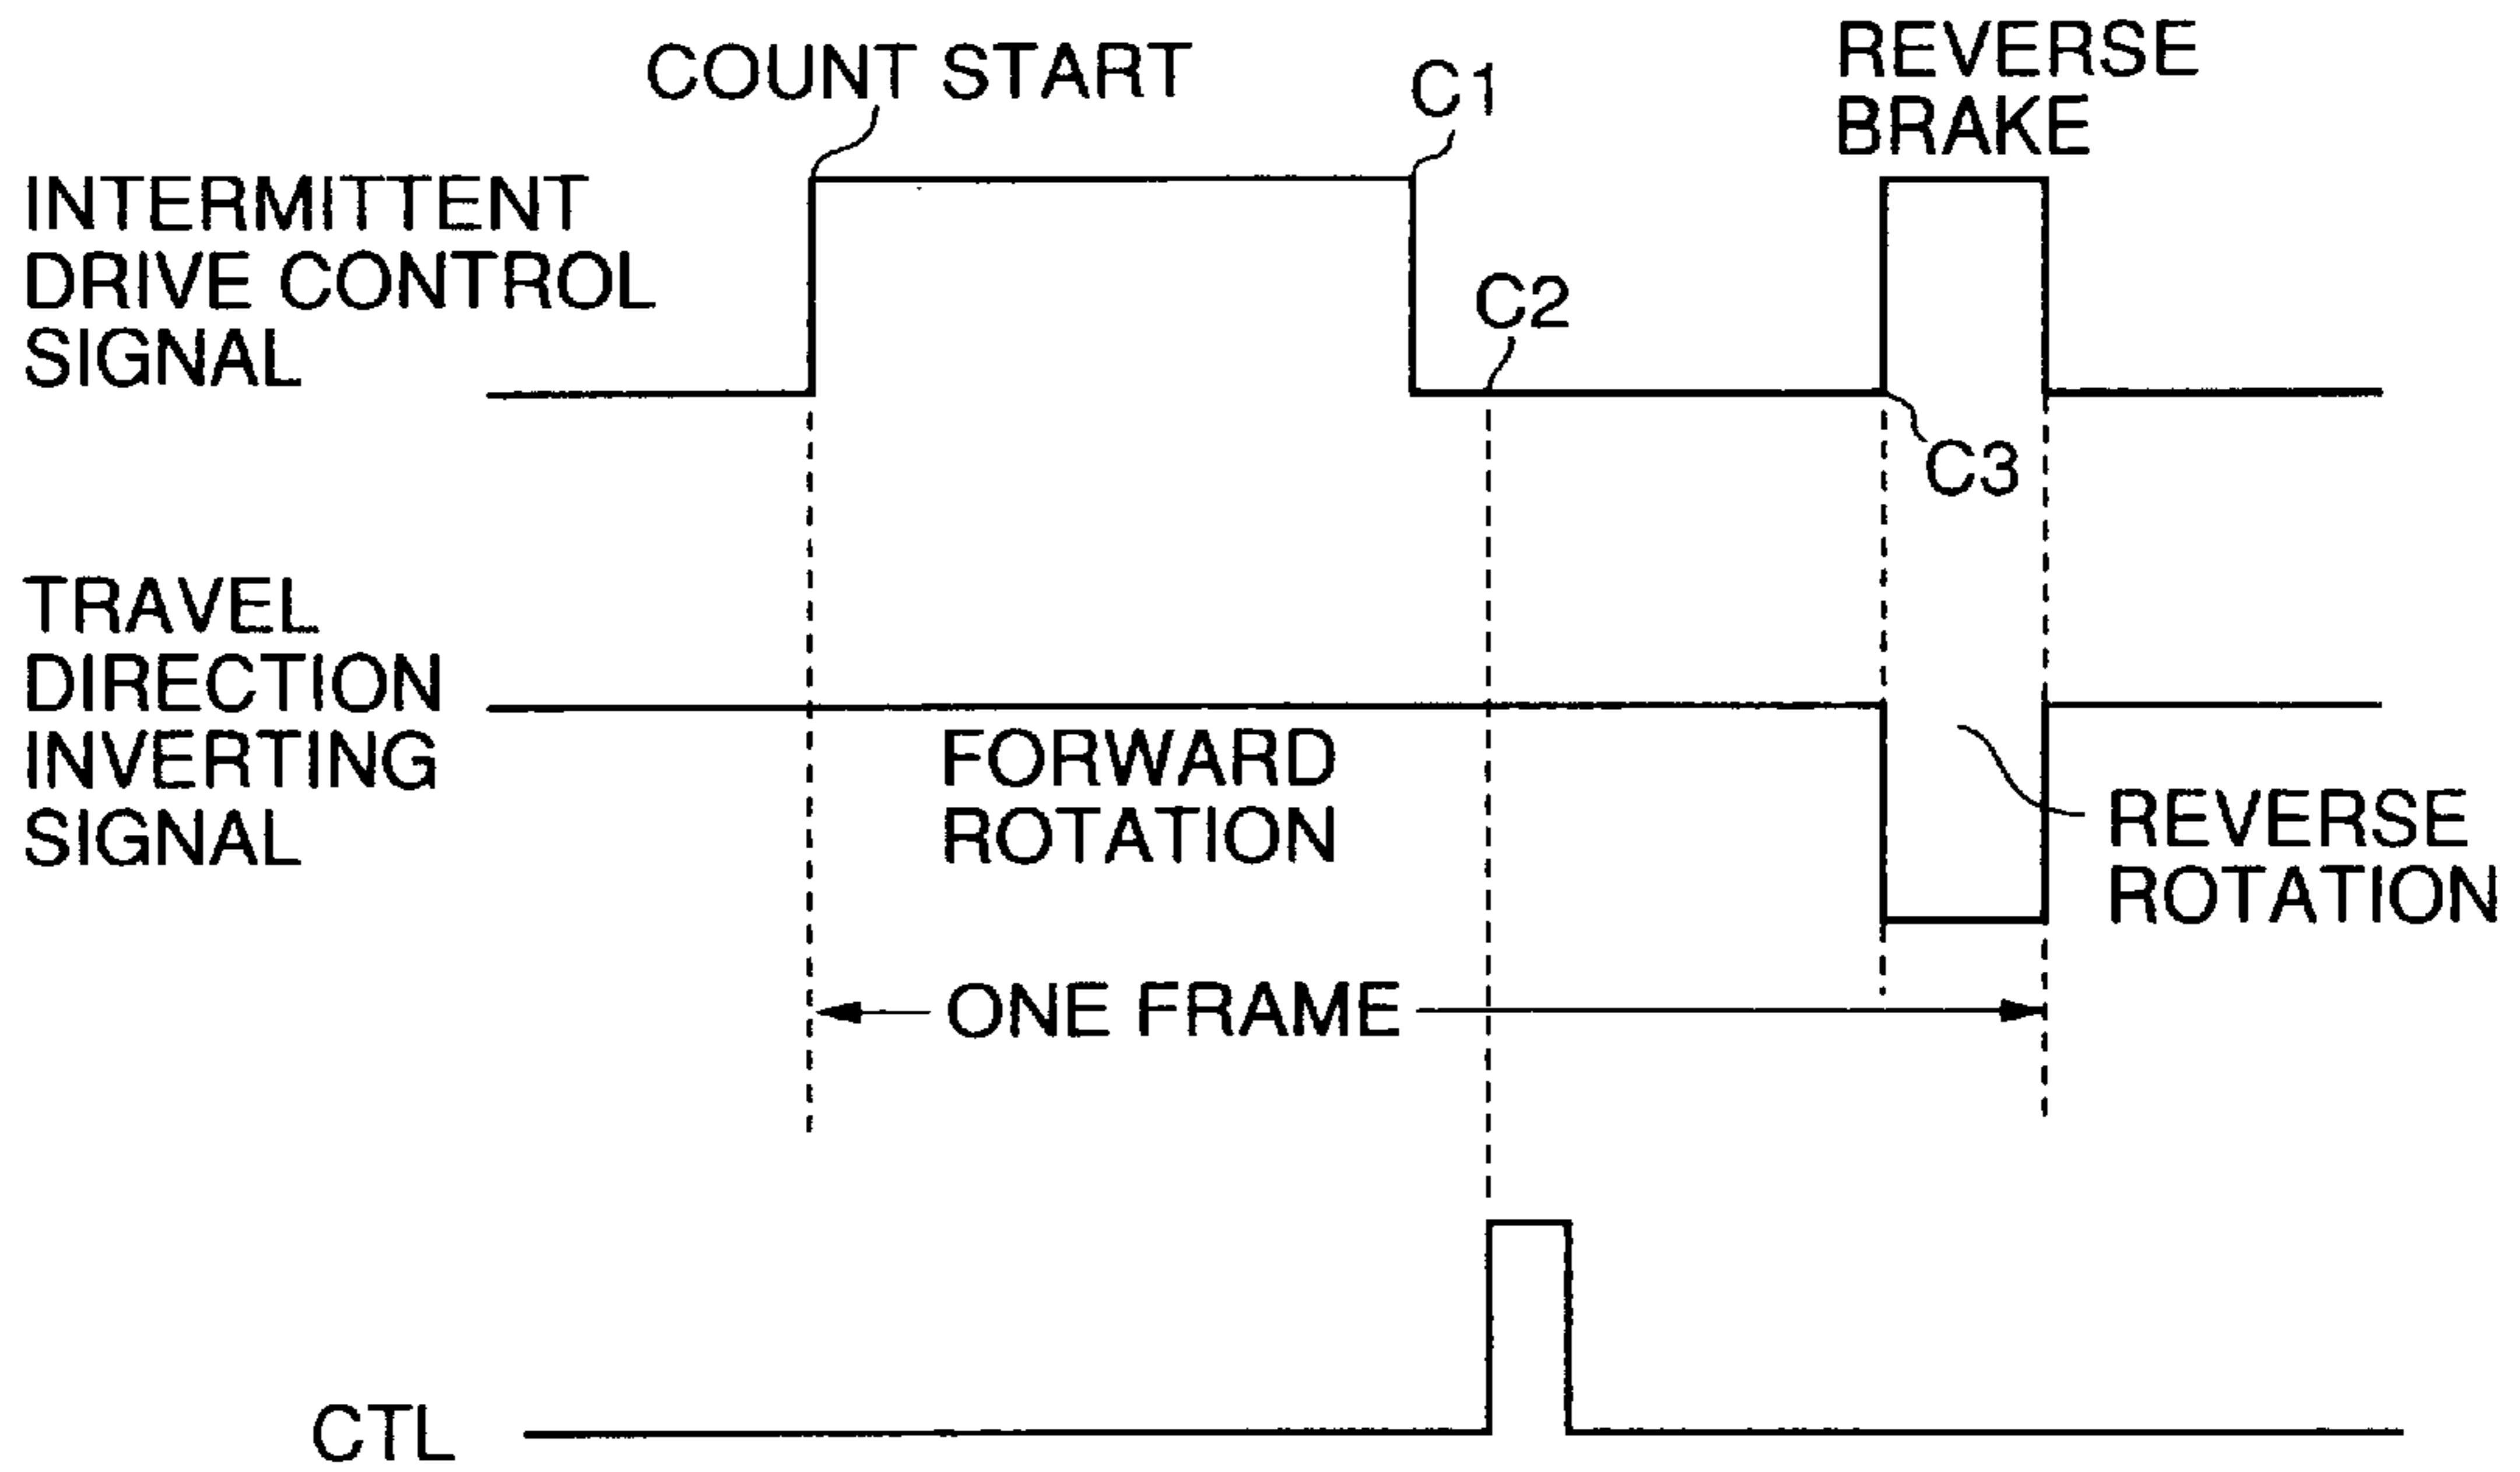 COUNT START
C1
REVERSE
BRAKE
INTERMITTENT
DRIVE CONTROL
SIGNAL
C2
C3
TRAVEL
DIRECTION
INVERTING
SIGNAL
FORWARD
ROTATION
REVERSE
ROTATION
ONE FRAME
CTL